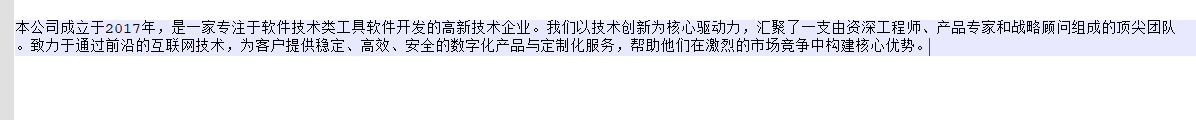 本公司成立于2017年，是一家专注于软件技术类工具软件开发的高新技术企业。我们以技术创新为核心驱动力，汇聚了一支由资深工程师、产品专家和战略顾问组成的顶尖团队
。致力于通过前沿的互联网技术，为客户提供稳定、高效、安全的数字化产品与定制化服务，帮助他们在激烈的市场竞争中构建核心优势。